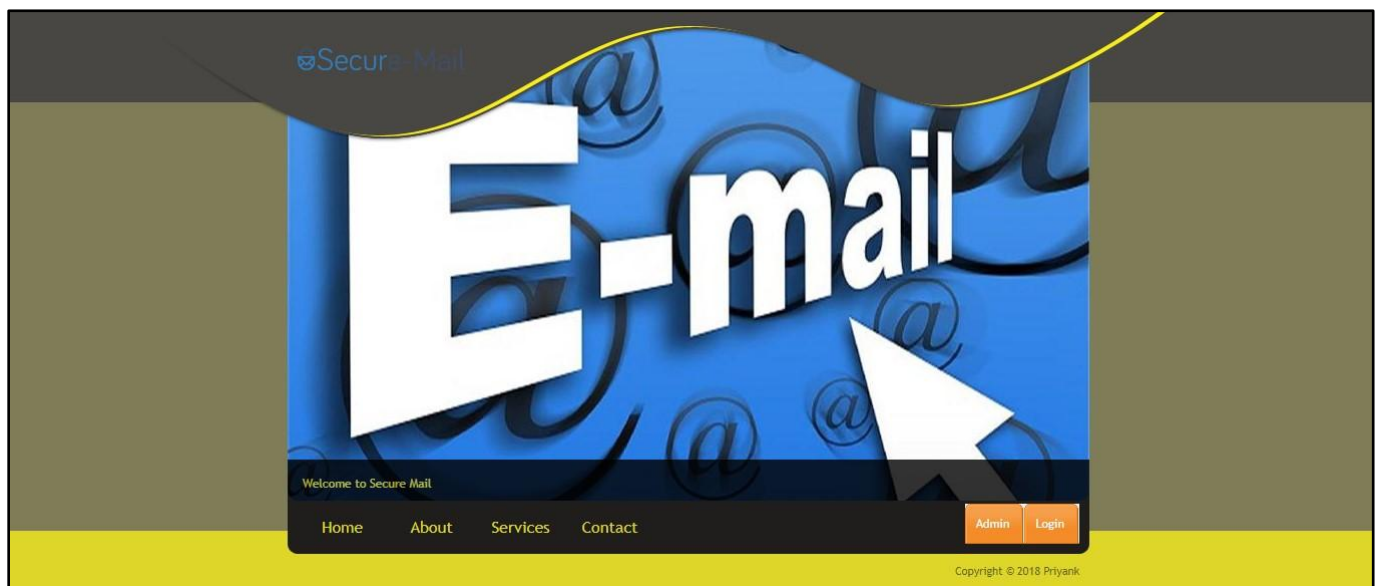 Secure-Mail
E-mail
@ @ @ @ @ @ @ @
Welcome to Secure Mail
Home About Services Contact Admin Login
Copyright © 2018 Priyank